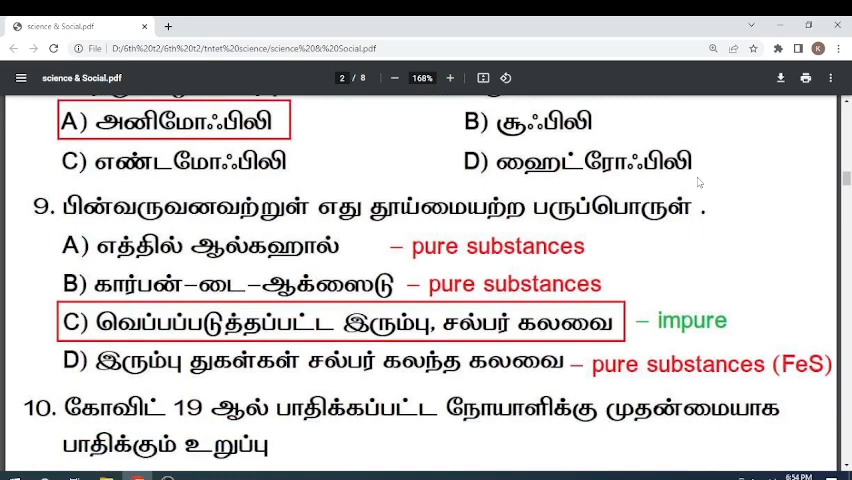 science & Social.pdf
File
D:/6th%20t2/6th%20t2/tntet%20science/science%20&%20Social.pdf
K
science & Social.pdf
2 / 8
168%
A) அனிமோஃபிலி
B) சூஃபிலி
C) எண்டமோஃபிலி
D) ஹைட்ரோஃபிலி
9. பின்வருவனவற்றுள் எது தூய்மையற்ற பருப்பொருள் .
A) எத்தில் ஆல்கஹால் – pure substances
B) கார்பன்-டை-ஆக்ஸைடு – pure substances
C) வெப்பப்படுத்தப்பட்ட இரும்பு, சல்பர் கலவை – impure
D) இரும்பு துகள்கள் சல்பர் கலந்த கலவை – pure substances (FeS)
10. கோவிட் 19 ஆல் பாதிக்கப்பட்ட நோயாளிக்கு முதன்மையாக
பாதிக்கும் உறுப்பு
6:54 PM